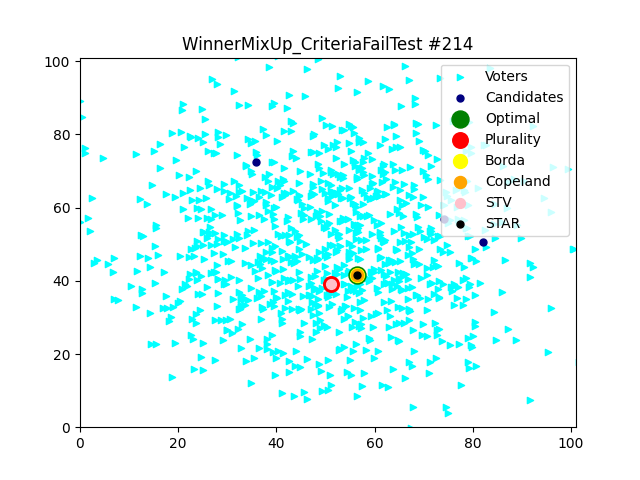 WinnerMixUp_CriteriaFailTest #214
100
80
60
40
20
0
0
20
40
60
80
100
Voters
Candidates
Optimal
Plurality
Borda
Copeland
STV
STAR